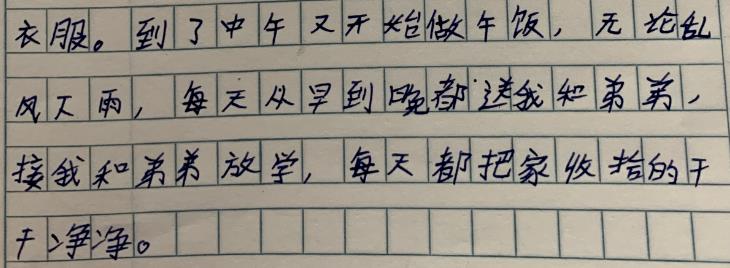 衣服。到了中午又开始做午饭，无论乱
风下雨，每天从早到晚都送我和弟弟，
接我和弟弟放学，每天都把家收拾的干
干净净。